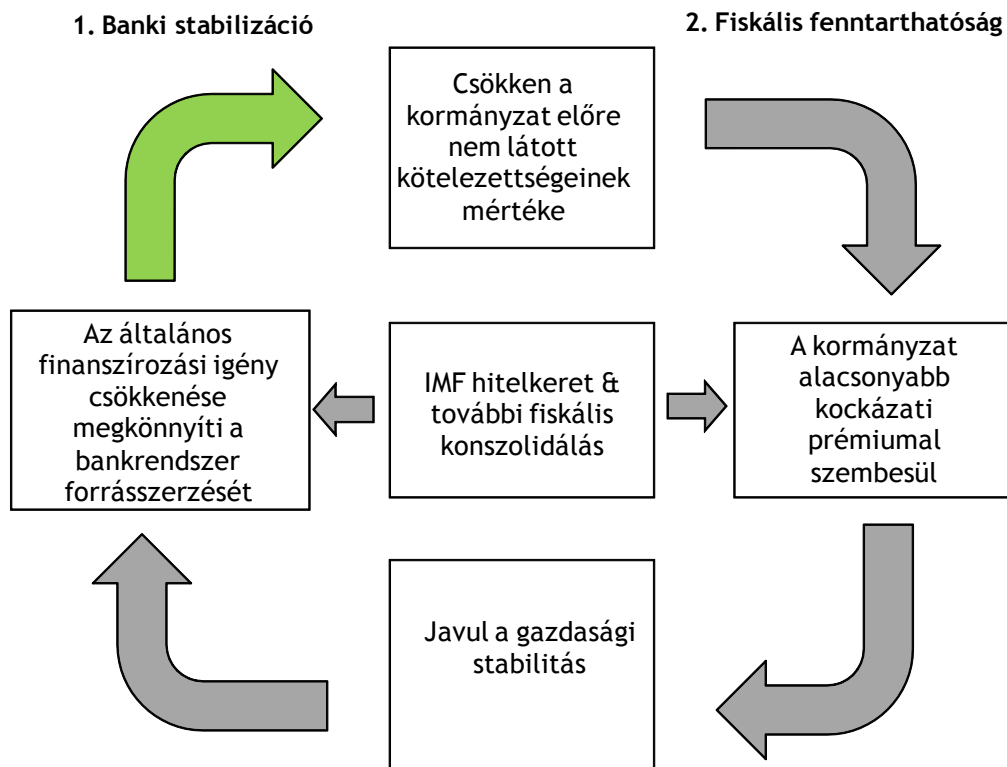 1. Banki stabilizáció
2. Fiskális fenntarthatóság
Csökken a
kormányzat előre
nem látott
kötelezettségeinek
mértéke
Az általános
finanszírozási igény
csökkenése
megkönnyíti a
bankrendszer
forrásszerzését
IMF hitelkeret &
további fiskális
konszolidálás
A kormányzat
alacsonyabb
kockázati
prémiumal
szembesül
Javul a gazdasági
stabilitás